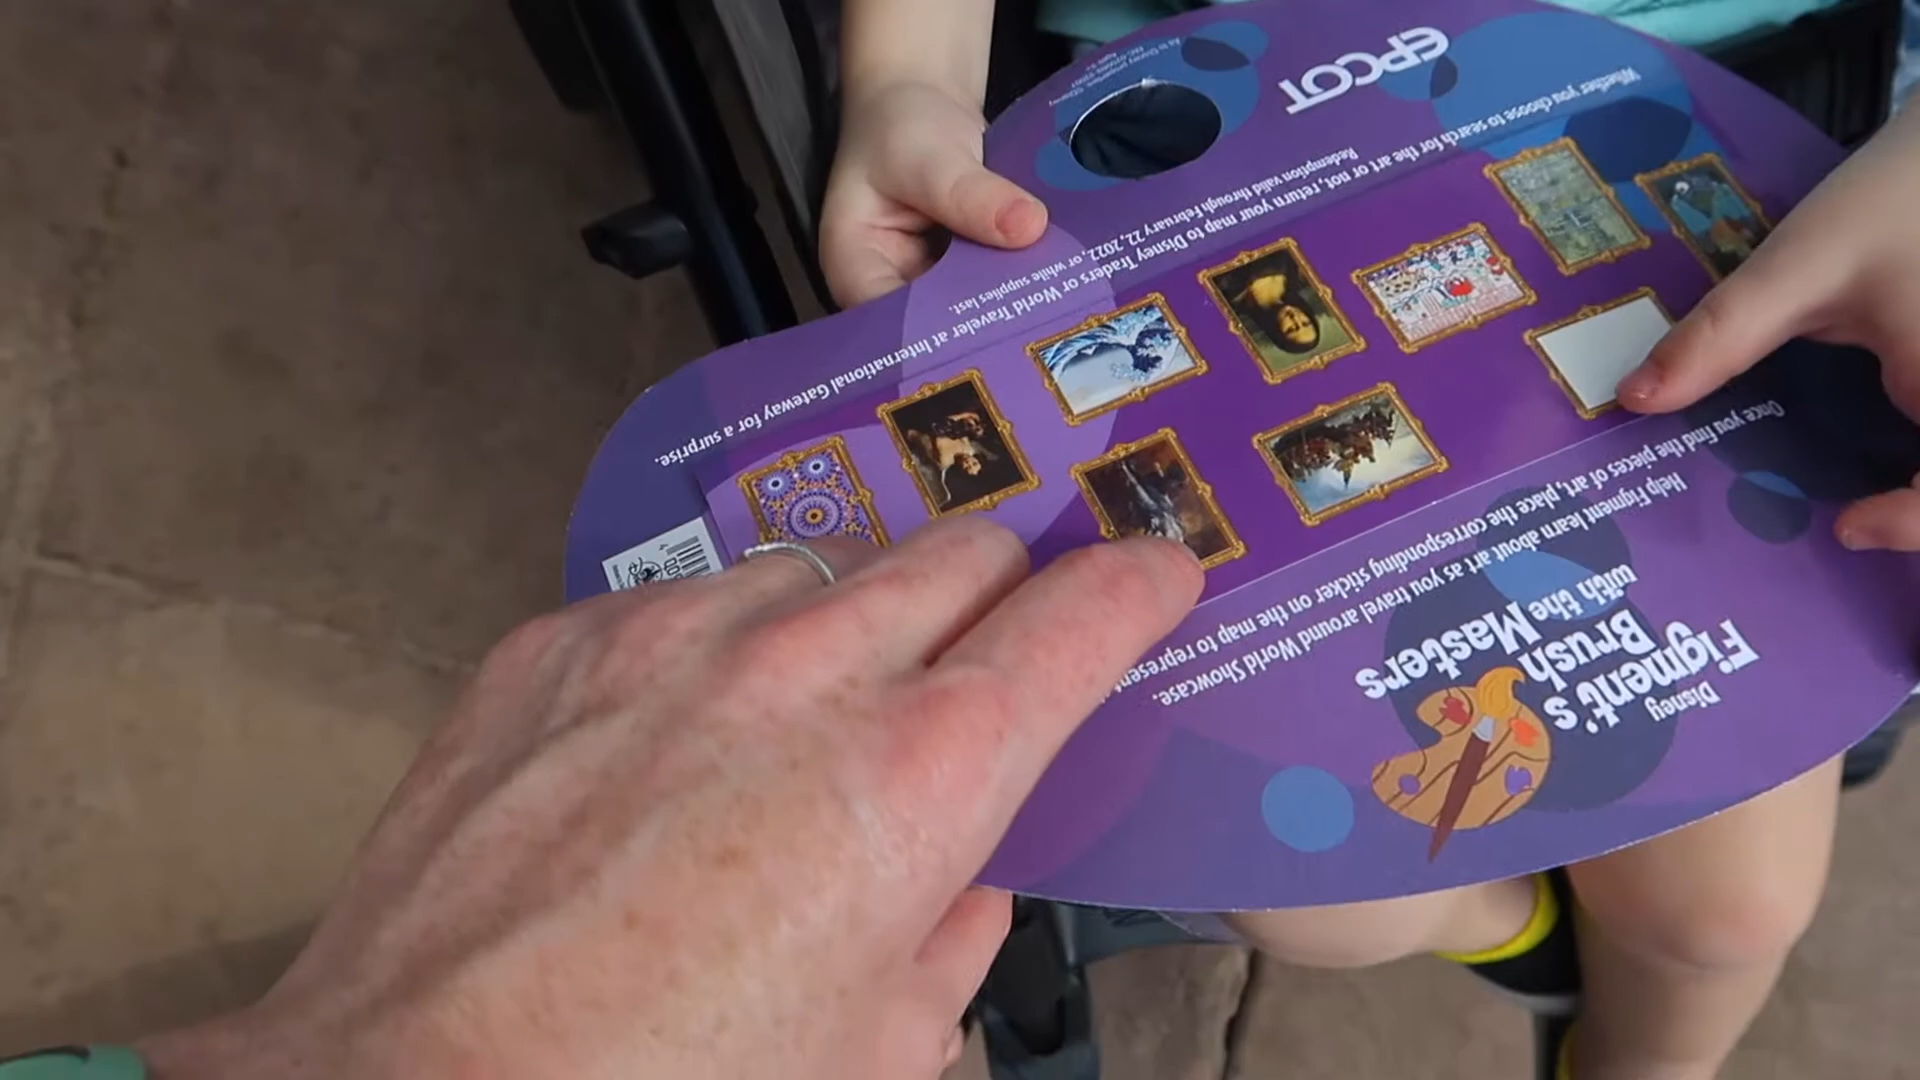 Disney
Figment's
Brush
with the Masters
Help Figment learn about art as you travel around World Showcase.
Once you find the pieces of art, place the corresponding sticker on the map to represent
Whether you choose to search for the art or not, return your map to Disney Traders or World Traveler at International Gateway for a surprise.
Redemption valid through February 22, 2022, or while supplies last.
EPCOT